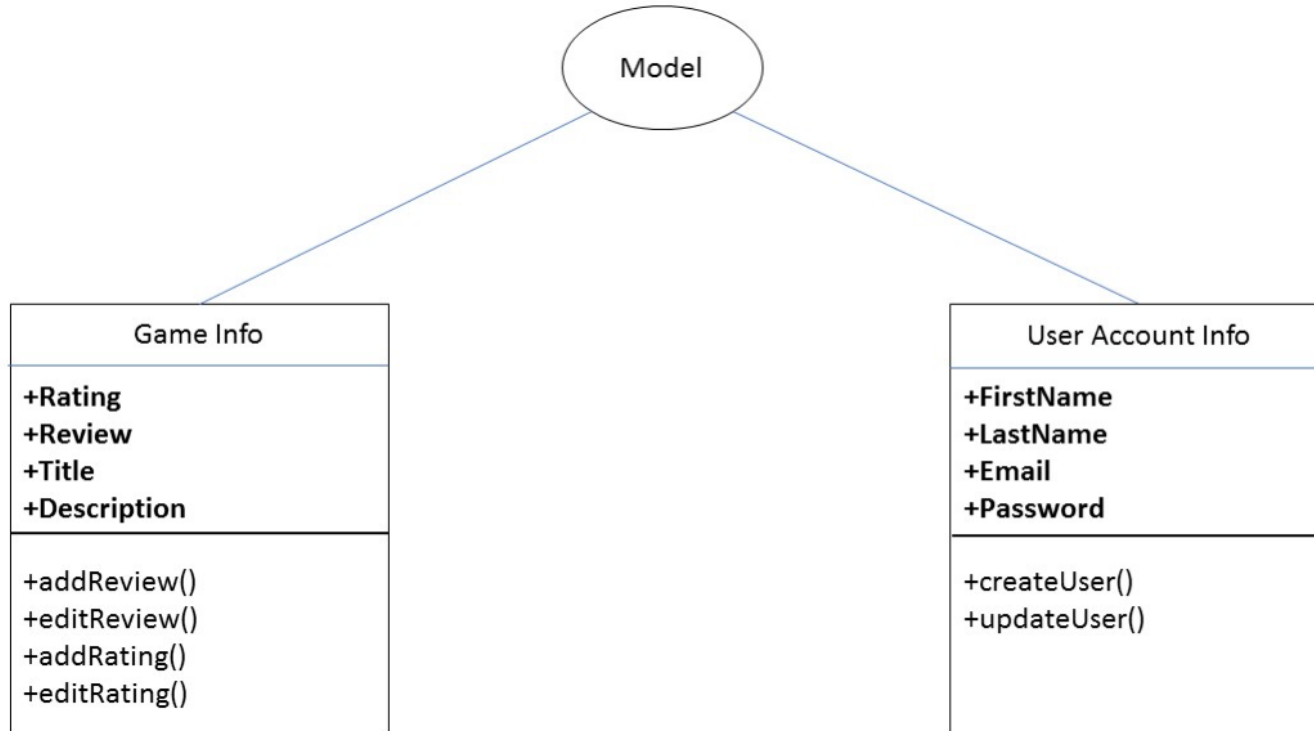 Model
Game Info
+Rating
+Review
+Title
+Description
+addReview()
+editReview()
+addRating()
+editRating()
User Account Info
+FirstName
+LastName
+Email
+Password
+createUser()
+updateUser()